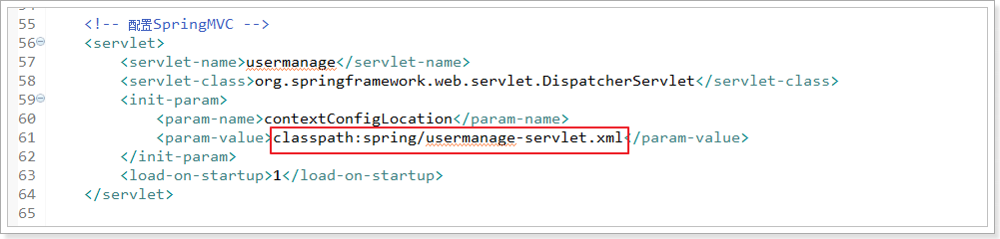 55 <!-- 配置SpringMVC -->
56 <servlet>
57 <servlet-name>usermanage</servlet-name>
58 <servlet-class>org.springframework.web.servlet.DispatcherServlet</servlet-class>
59 <init-param>
60 <param-name>contextConfigLocation</param-name>
61 <param-value>classpath:spring/usermanage-servlet.xml</param-value>
62 </init-param>
63 <load-on-startup>1</load-on-startup>
64 </servlet>
65